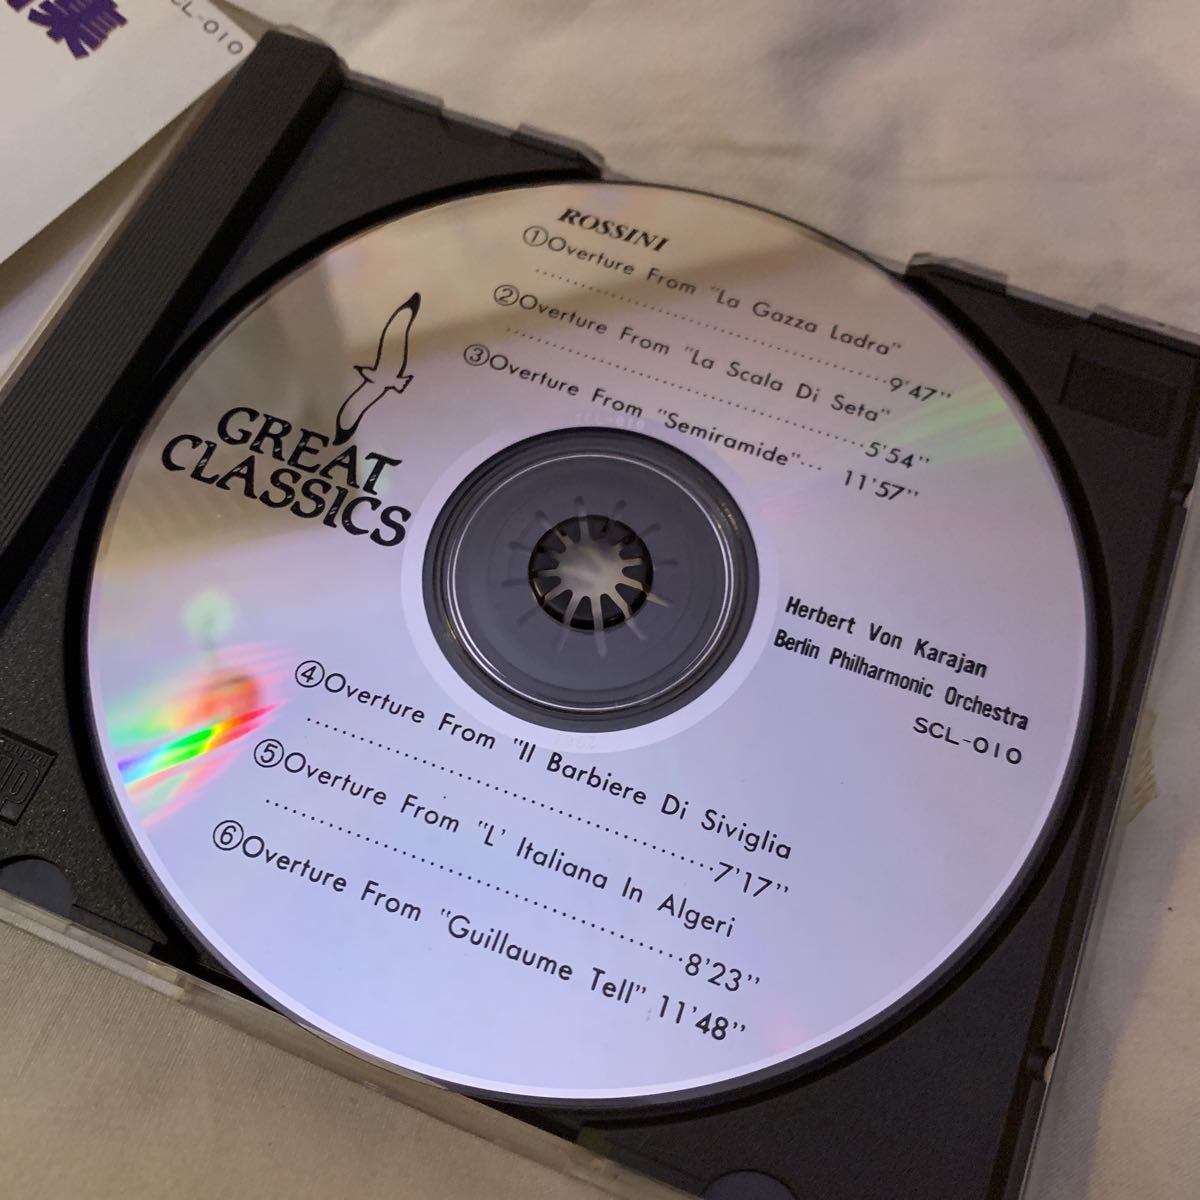 集
CL-010
ROSSINI
①Overture From "La Gazza Ladra"
..............................9'47"
②Overture From "La Scala Di Seta"
..............................5'54"
③Overture From "Semiramide"... 11'57"
GREAT
CLASSICS
Herbert Von Karajan
Berlin Philharmonic Orchestra
SCL-010
④Overture From "Il Barbiere Di Siviglia
..............................7'17"
⑤Overture From "L' Italiana In Algeri
..............................8'23"
⑥Overture From "Guillaume Tell" 11'48"